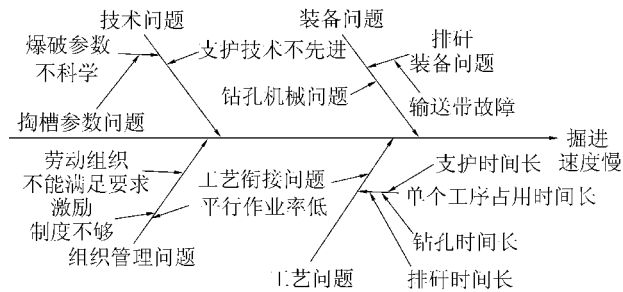 技术问题
装备问题
爆破参数
不科学
支护技术不先进
排矸
装备问题
钻孔机械问题
输送带故障
掏槽参数问题
掘进
速度慢
劳动组织
不能满足要求
激励
制度不够
组织管理问题
工艺衔接问题
平行作业率低
支护时间长
单个工序占用时间长
钻孔时间长
排矸时间长
工艺问题